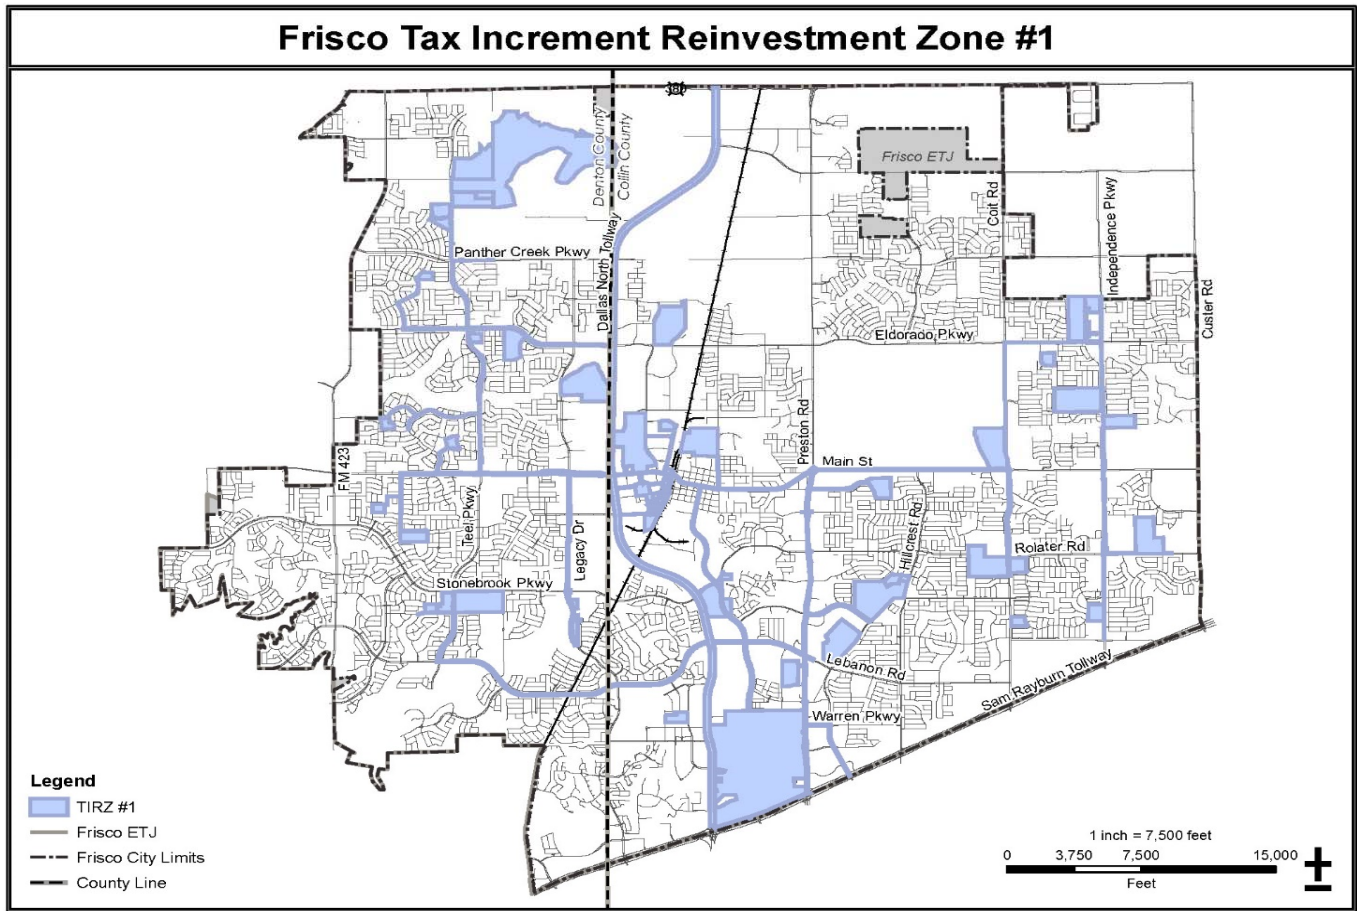 Frisco Tax Increment Reinvestment Zone #1
Denton County
Collin County
Frisco ETJ
Coit Rd
Independence Pkwy
Panther Creek Pkwy
Dallas North Tollway
Custer Rd
Eldorado Pkwy
Preston Rd
Main St
FM 423
Teel Pkwy
Legacy Dr
Hillcrest Rd
Rolater Rd
Stonebrook Pkwy
Lebanon Rd
Sam Rayburn Tollway
Warren Pkwy
Legend
TIRZ #1
Frisco ETJ
Frisco City Limits
County Line
1 inch = 7,500 feet
0 3,750 7,500 15,000
Feet